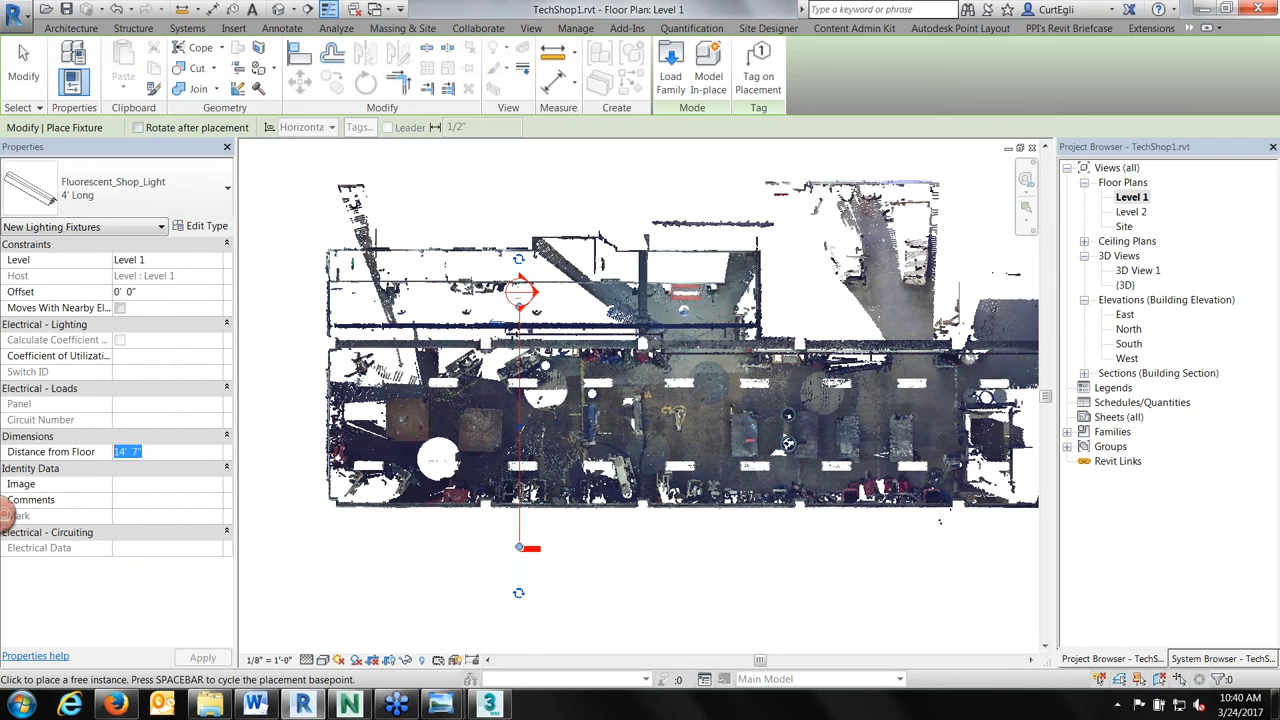 TechShop1.rvt - Floor Plan: Level 1
Type a keyword or phrase
CurtEgli
Architecture
Structure
Systems
Insert
Annotate
Analyze
Massing & Site
Collaborate
View
Manage
Add-Ins
Quantification
Site Designer
Content Admin Kit
Autodesk Point Layout
PPI's Revit Briefcase
Extensions
Modify
Paste
Cope
Cut
Join
Load
Family
Model
In-place
Tag on
Placement
Select
Properties
Clipboard
Geometry
Modify
View
Measure
Create
Mode
Tag
Modify | Place Fixture
Rotate after placement
Horizonta
Tags...
Leader
1/2"
Properties
Fluorescent_Shop_Light
4' Long
New Lighting Fixtures
Edit Type
Constraints
Level
Level 1
Host
Level : Level 1
Offset
0' 0"
Moves With Nearby El...
Electrical - Lighting
Calculate Coefficient ...
Coefficient of Utilizati...
Switch ID
Electrical - Loads
Panel
Circuit Number
Dimensions
Distance from Floor
14' 7"
Identity Data
Image
Comments
Mark
Electrical - Circuiting
Electrical Data
Properties help
Apply
Project Browser - TechShop1.rvt
Views (all)
Floor Plans
Level 1
Level 2
Site
Ceiling Plans
3D Views
3D View 1
{3D}
Elevations (Building Elevation)
East
North
South
West
Sections (Building Section)
Legends
Schedules/Quantities
Sheets (all)
Families
Groups
Revit Links
1/8" = 1'-0"
Project Browser - TechS...
System Browser - TechS...
Click to place a free instance. Press SPACEBAR to cycle the placement basepoint.
:0
Main Model
:0
10:40 AM
3/24/2017